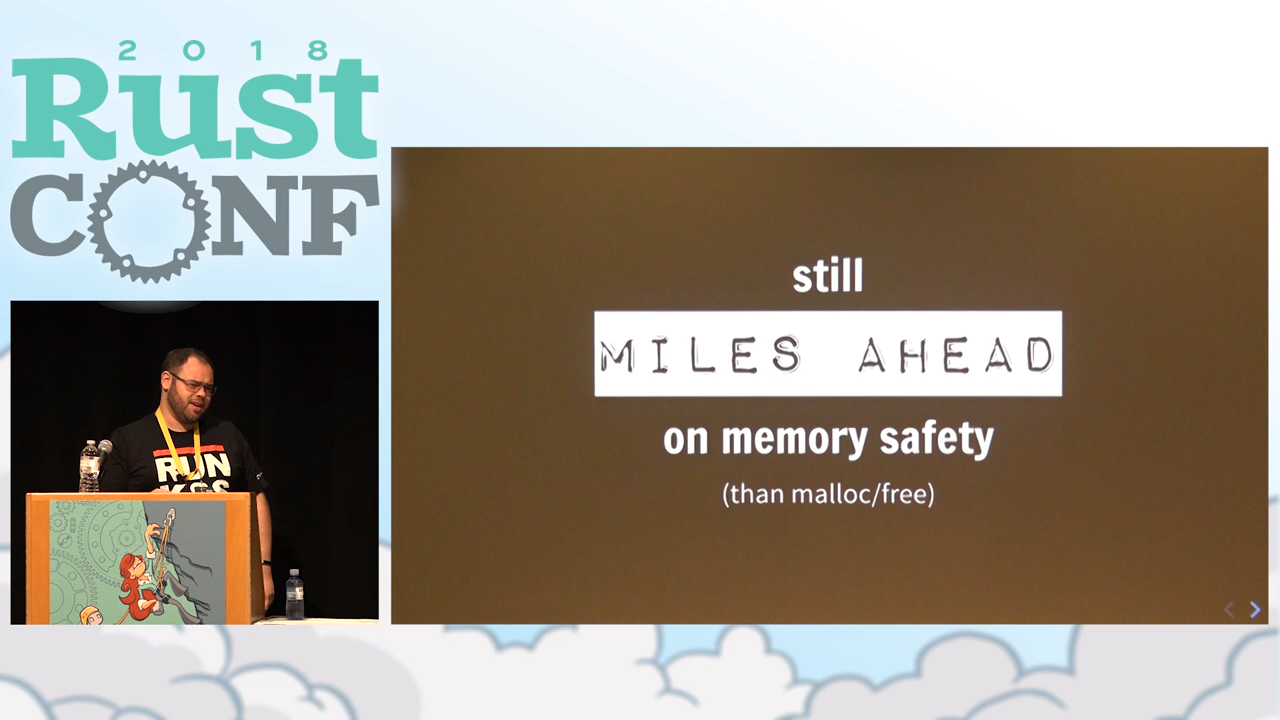 2018
Rust
CONF
RUN
still
MILES AHEAD
on memory safety
(than malloc/free)